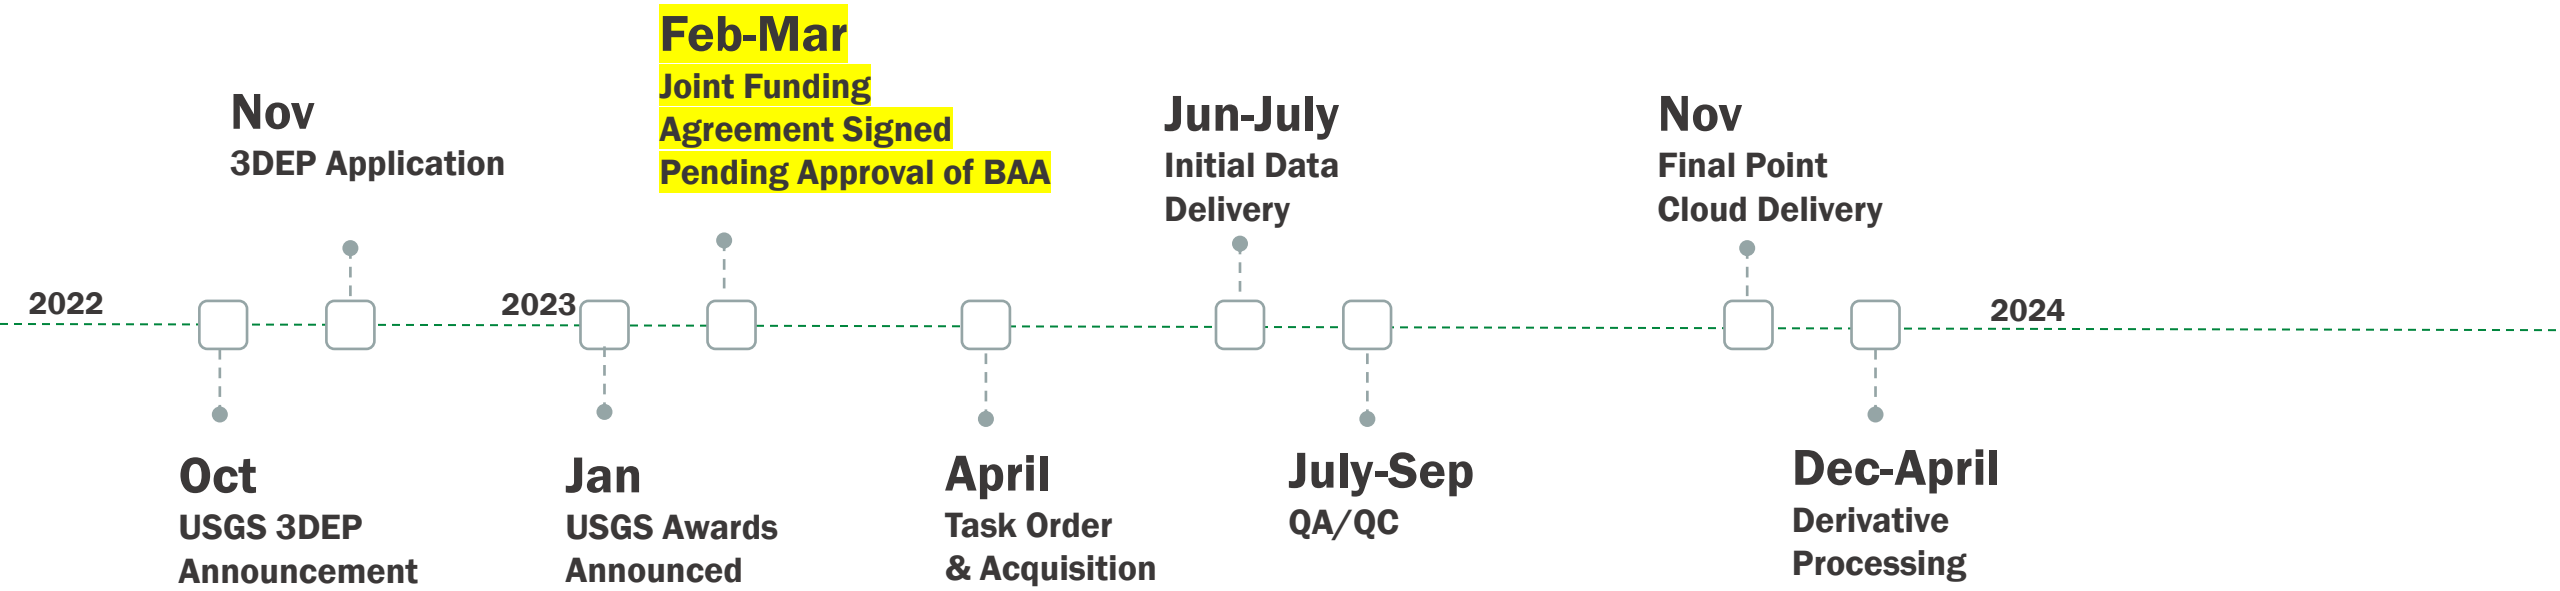 Feb-Mar
Joint Funding
Agreement Signed
Pending Approval of BAA
Nov
3DEP Application
Jun-July
Initial Data
Delivery
Nov
Final Point
Cloud Delivery
2022
2023
2024
Oct
USGS 3DEP
Announcement
Jan
USGS Awards
Announced
April
Task Order
& Acquisition
July-Sep
QA/QC
Dec-April
Derivative
Processing